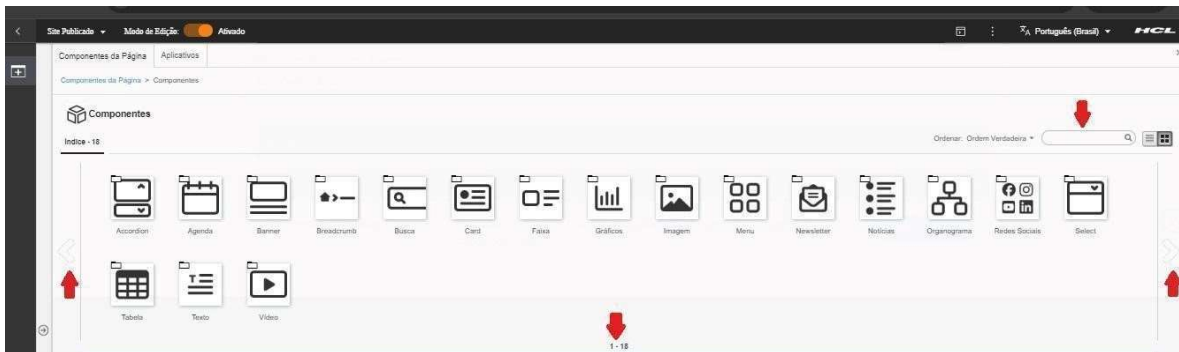 Site Publicado
Modo de Edição:
Ativado
Português (Brasil)
HCL
Componentes da Página
Aplicativos
Componentes da Página > Componentes
Componentes
Indice - 18
Ordenar: Ordem Verdadeira
Accordion
Agenda
Banner
Breadcrumb
Busca
Card
Faixa
Gráficos
Imagem
Menu
Newsletter
Notícias
Organograma
Redes Sociais
Select
Tabela
Texto
Vídeo
1 - 18